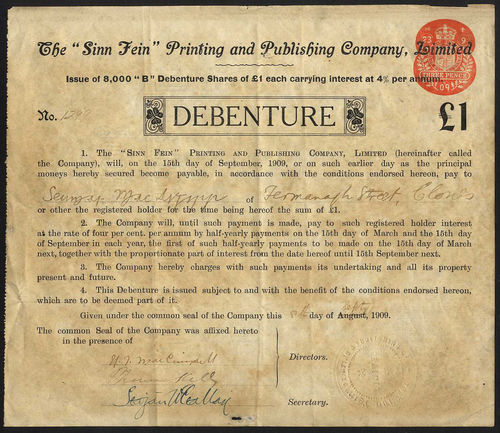 The "Sinn Fein" Printing and Publishing Company, Limited
Issue of 8,000 "B" Debenture Shares of £1 each carrying interest at 4% per annum.
THREE PENCE
No.
DEBENTURE
£1
1. The "Sinn Fein" Printing and Publishing Company, Limited (hereinafter called
the Company), will, on the 15th day of September, 1909, or on such earlier day as the principal
moneys hereby secured become payable, in accordance with the conditions endorsed hereon, pay to
of Fermanagh Street, Clones
or other the registered holder for the time being hereof the sum of £1.
2. The Company will, until such payment is made, pay to such registered holder interest
at the rate of four per cent. per annum by half-yearly payments on the 15th day of March and the 15th day
of September in each year, the first of such half-yearly payments to be made on the 15th day of March
next, together with the proportionate part of interest from the date hereof until 15th September next.
3. The Company hereby charges with such payments its undertaking and all its property
present and future.
4. This Debenture is issued subject to and with the benefit of the conditions endorsed hereon,
which are to be deemed part of it.
Given under the common seal of the Company this day of August, 1909.
Sept
The common Seal of the Company was affixed hereto
in the presence of
Directors.
Secretary.